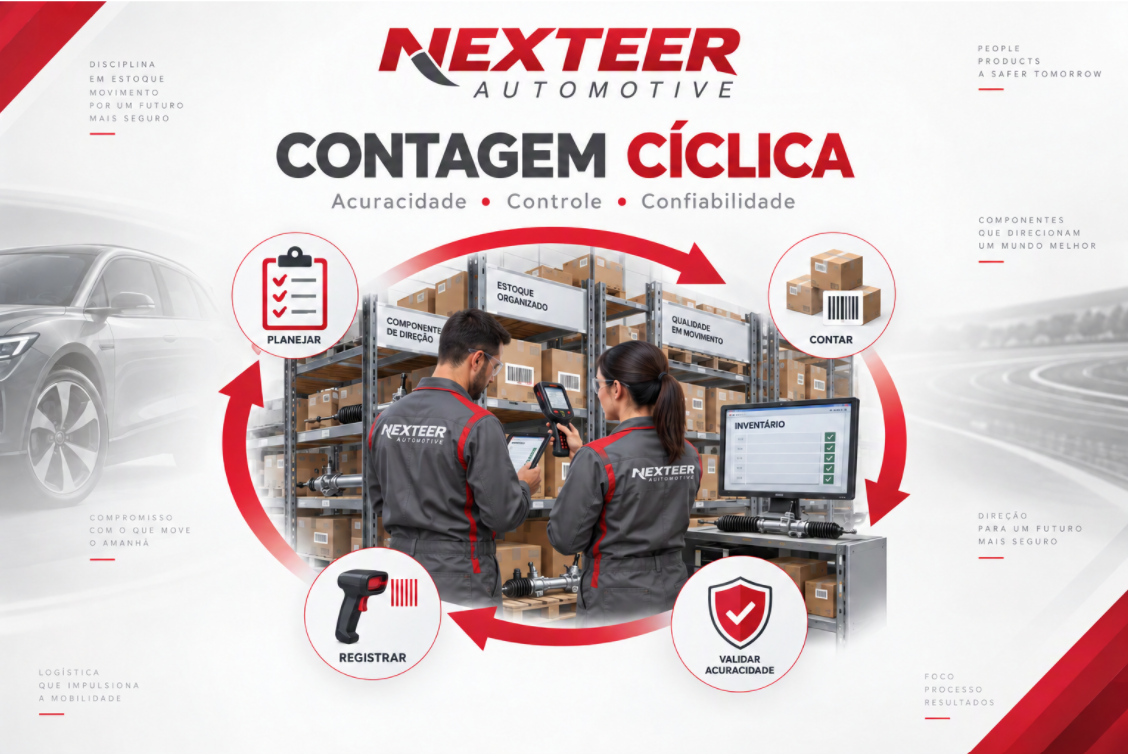 NEXTEER
AUTOMOTIVE
CONTAGEM CÍCLICA
Acuracidade • Controle • Confiabilidade
DISCIPLINA
EM ESTOQUE
MOVIMENTO
POR UM FUTURO
MAIS SEGURO
PEOPLE
PRODUCTS
A SAFER TOMORROW
COMPONENTES
QUE DIRECIONAM
UM MUNDO MELHOR
PLANEJAR
CONTAR
ESTOQUE
ORGANIZADO
COMPONENTE
DE DIREÇÃO
QUALIDADE
EM MOVIMENTO
NEXTEER
AUTOMOTIVE
NEXTEER
AUTOMOTIVE
INVENTÁRIO
COMPROMISSO
COM O QUE MOVE
O AMANHÃ
DIREÇÃO
PARA UM FUTURO
MAIS SEGURO
REGISTRAR
VALIDAR
ACURACIDADE
LOGÍSTICA
QUE IMPULSIONA
A MOBILIDADE
FOCO
PROCESSO
RESULTADOS